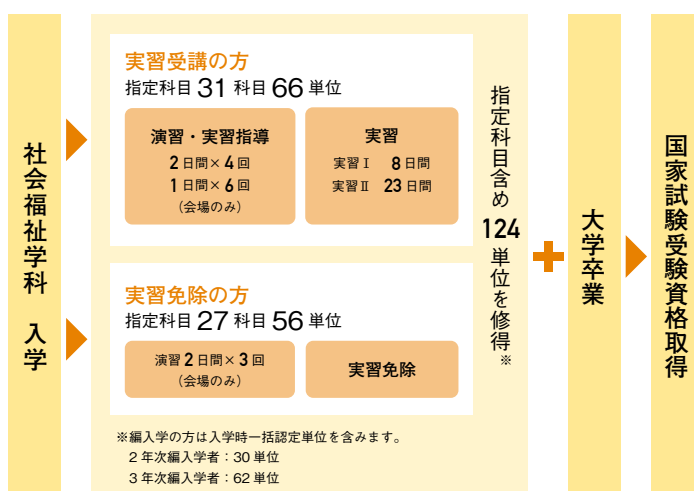 社会福祉学科 入学
実習受講の方
指定科目 31 科目 66 単位
演習・実習指導
2 日間 × 4 回
1 日間 × 6 回
(会場のみ)
実習
実習Ⅰ 8 日間
実習Ⅱ 23 日間
実習免除の方
指定科目 27 科目 56 単位
演習 2 日間 × 3 回
(会場のみ)
実習免除
指定科目含め 124 単位を修得※
※編入学の方は入学時一括認定単位を含みます。
2 年次編入学者:30 単位
3 年次編入学者:62 単位
大学卒業
国家試験受験資格取得